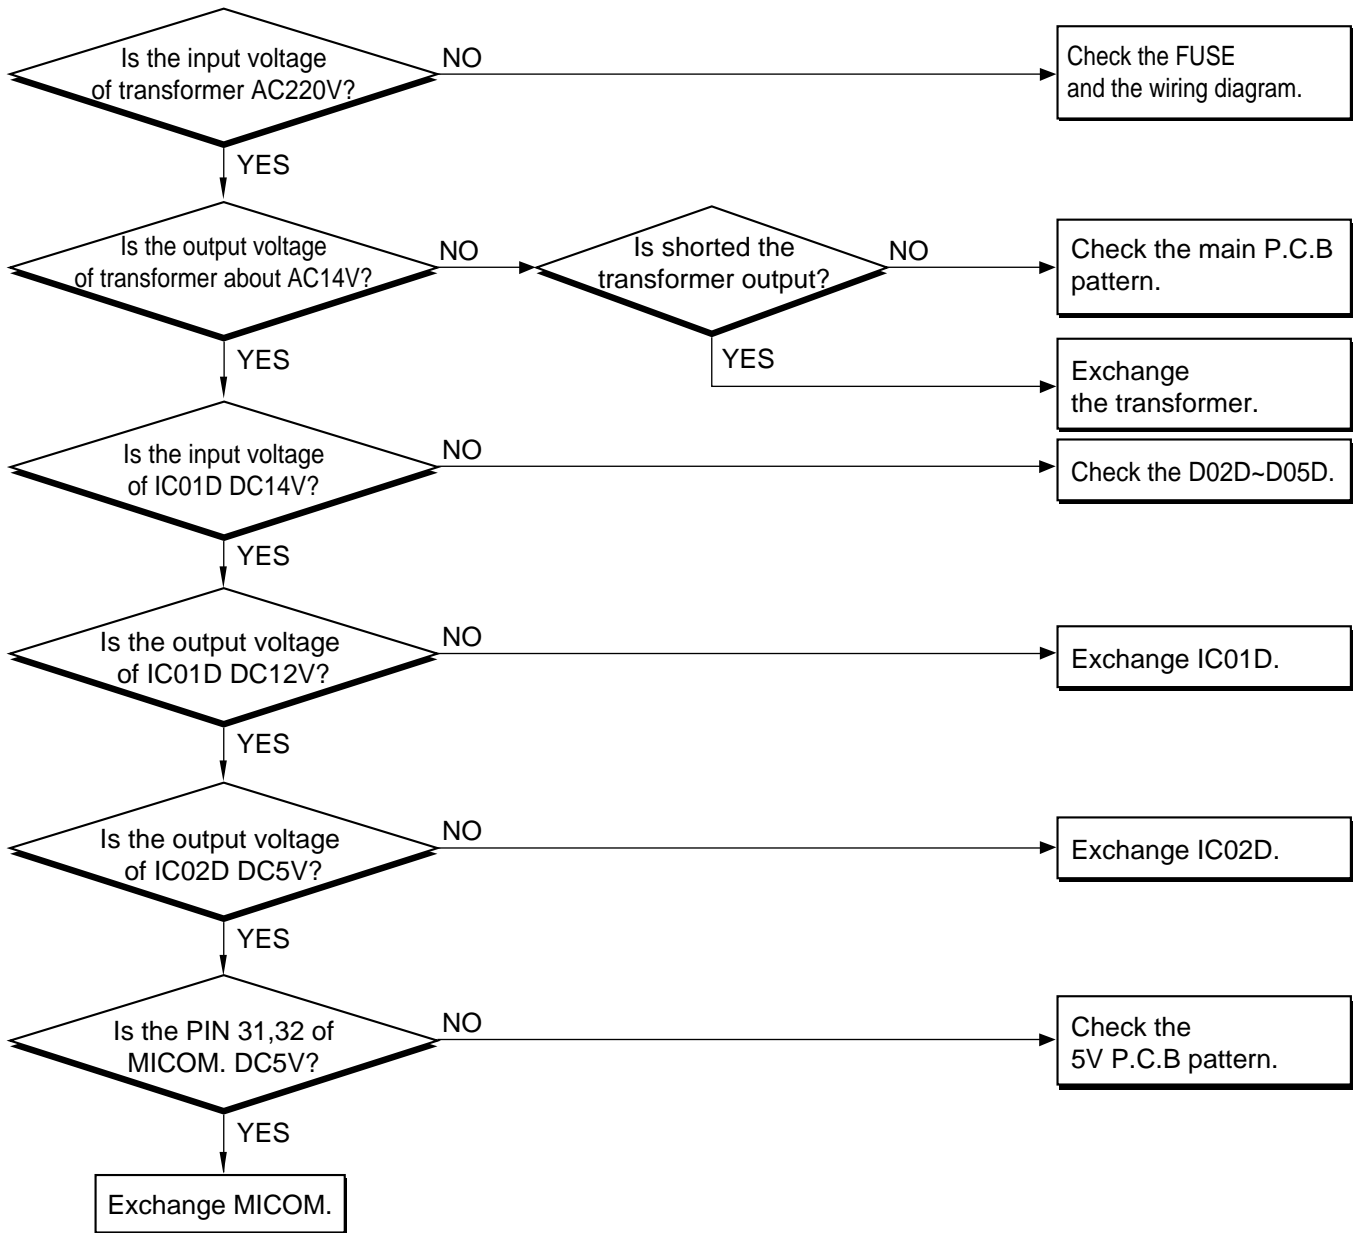 Is the input voltage
of transformer AC220V?
NO
Check the FUSE
and the wiring diagram.
YES
Is the output voltage
of transformer about AC14V?
NO
Is shorted the
transformer output?
NO
Check the main P.C.B
pattern.
YES
YES
Exchange
the transformer.
Is the input voltage
of IC01D DC14V?
NO
Check the D02D~D05D.
YES
Is the output voltage
of IC01D DC12V?
NO
Exchange IC01D.
YES
Is the output voltage
of IC02D DC5V?
NO
Exchange IC02D.
YES
Is the PIN 31,32 of
MICOM. DC5V?
NO
Check the
5V P.C.B pattern.
YES
Exchange MICOM.